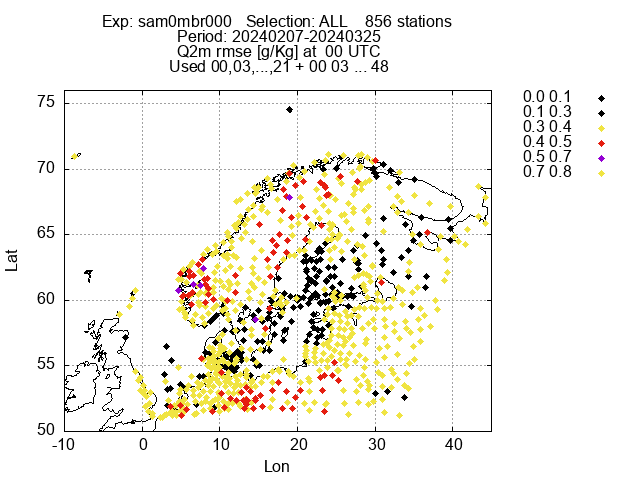 Exp: sam0mbr000 Selection: ALL 856 stations
Period: 20240207-20240325
Q2m rmse [g/Kg] at 00 UTC
Used 00,03,...,21 + 00 03 ... 48
0.0 0.1
0.1 0.3
0.3 0.4
0.4 0.5
0.5 0.7
0.7 0.8
75
70
65
60
55
50
Lat
-10 0 10 20 30 40
Lon